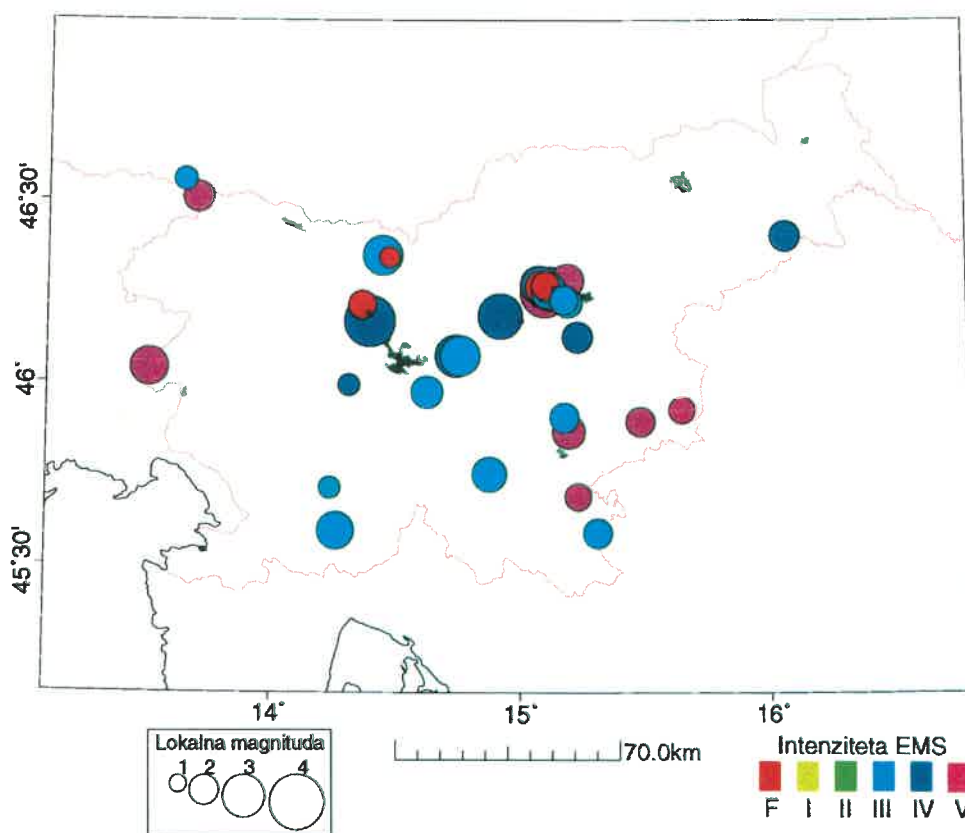 46°30'
46°
45°30'
14° 15° 16°
Lokalna magnituda
1 2 3 4
70.0km
Intenziteta EMS
F I II III IV V